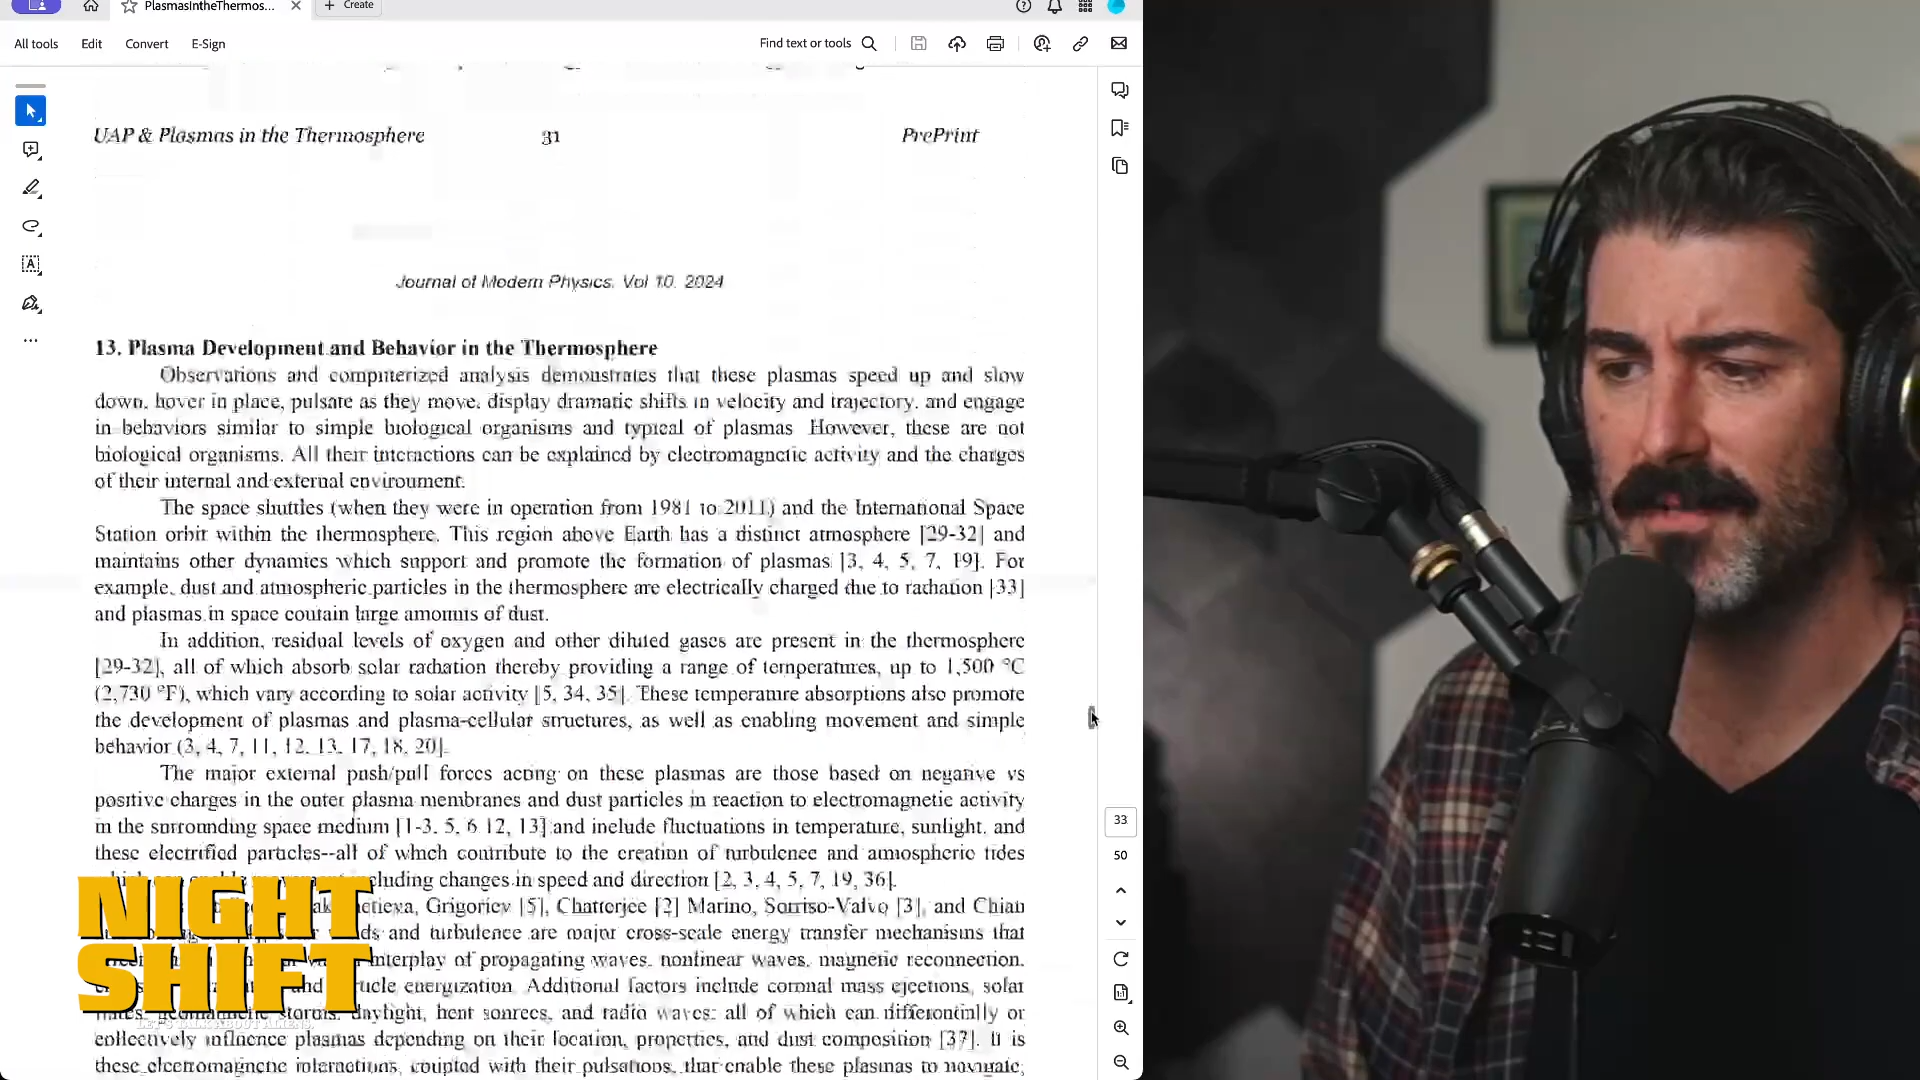 PlasmasIntheThermos...
Create
All tools
Edit
Convert
E-Sign
Find text or tools
UAP & Plasmas in the Thermosphere
31
PrePrint
Journal of Modern Physics. Vol 10. 2024
13. Plasma Development and Behavior in the Thermosphere
Observations and computerized analysis demonstrates that these plasmas speed up and slow
down, hover in place, pulsate as they move, display dramatic shifts in velocity and trajectory, and engage
in behaviors similar to simple biological organisms and typical of plasmas However, these are not
biological organisms. All their interactions can be explained by electromagnetic activity and the charges
of their internal and external environment.
The space shuttles (when they were in operation from 1981 to 2011) and the International Space
Station orbit within the thermosphere. This region above Earth has a distinct atmosphere [29-32] and
maintains other dynamics which support and promote the formation of plasmas [3, 4, 5, 7, 19]. For
example, dust and atmospheric particles in the thermosphere are electrically charged due to radiation [33]
and plasmas in space contain large amounts of dust.
In addition, residual levels of oxygen and other diluted gases are present in the thermosphere
[29-32], all of which absorb solar radiation thereby providing a range of temperatures, up to 1,500 °C
(2,730 °F), which vary according to solar activity [5, 34, 35]. These temperature absorptions also promote
the development of plasmas and plasma-cellular structures, as well as enabling movement and simple
behavior (3, 4, 7, 11, 12, 13, 17, 18, 20].
The major external push/pull forces acting on these plasmas are those based on negative vs
positive charges in the outer plasma membranes and dust particles in reaction to electromagnetic activity
in the surrounding space medium [1-3, 5, 6 12, 13] and include fluctuations in temperature, sunlight, and
these electrified particles--all of which contribute to the creation of turbulence and atmospheric tides
including changes in speed and direction [2, 3, 4, 5, 7, 19, 36].
Grigoriev [5], Chatterjee [2] Marino, Sorriso-Valvo [3], and Chian
and turbulence are major cross-scale energy transfer mechanisms that
interplay of propagating waves, nonlinear waves, magnetic reconnection,
and particle energization. Additional factors include coronal mass ejections, solar
geomagnetic storms, daylight, heat sources, and radio waves: all of which can differentially or
collectively influence plasmas depending on their location, properties, and dust composition [37]. It is
these electromagnetic interactions, coupled with their pulsations, that enable these plasmas to navigate,
33
50
NIGHT
SHIFT
LET'S TALK ABOUT ALIENS.